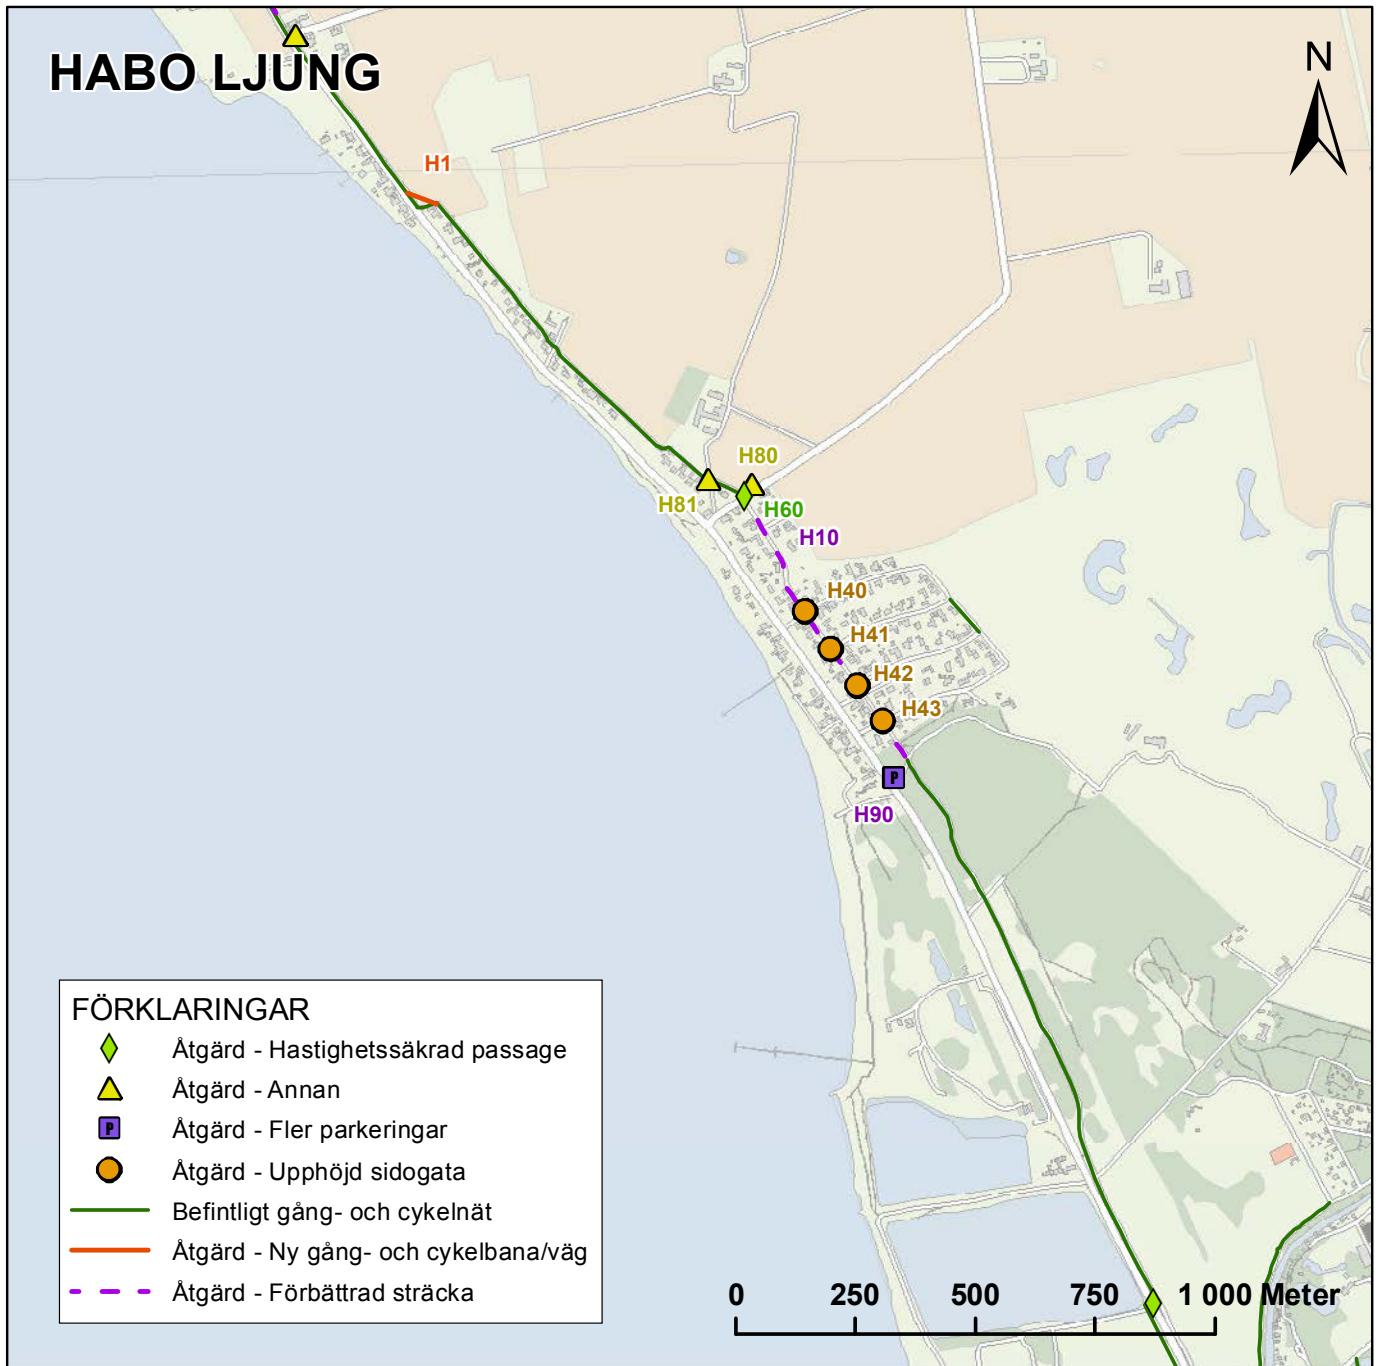 HABO LJUNG
N
H1
H80
H81
H60
H10
H40
H41
H42
H43
P
H90
FÖRKLARINGAR
Åtgärd - Hastighetssäkrad passage
Åtgärd - Annan
P Åtgärd - Fler parkeringar
Åtgärd - Upphöjd sidogata
Befintligt gång- och cykelnät
Åtgärd - Ny gång- och cykelbana/väg
Åtgärd - Förbättrad sträcka
0 250 500 750 1 000 Meter